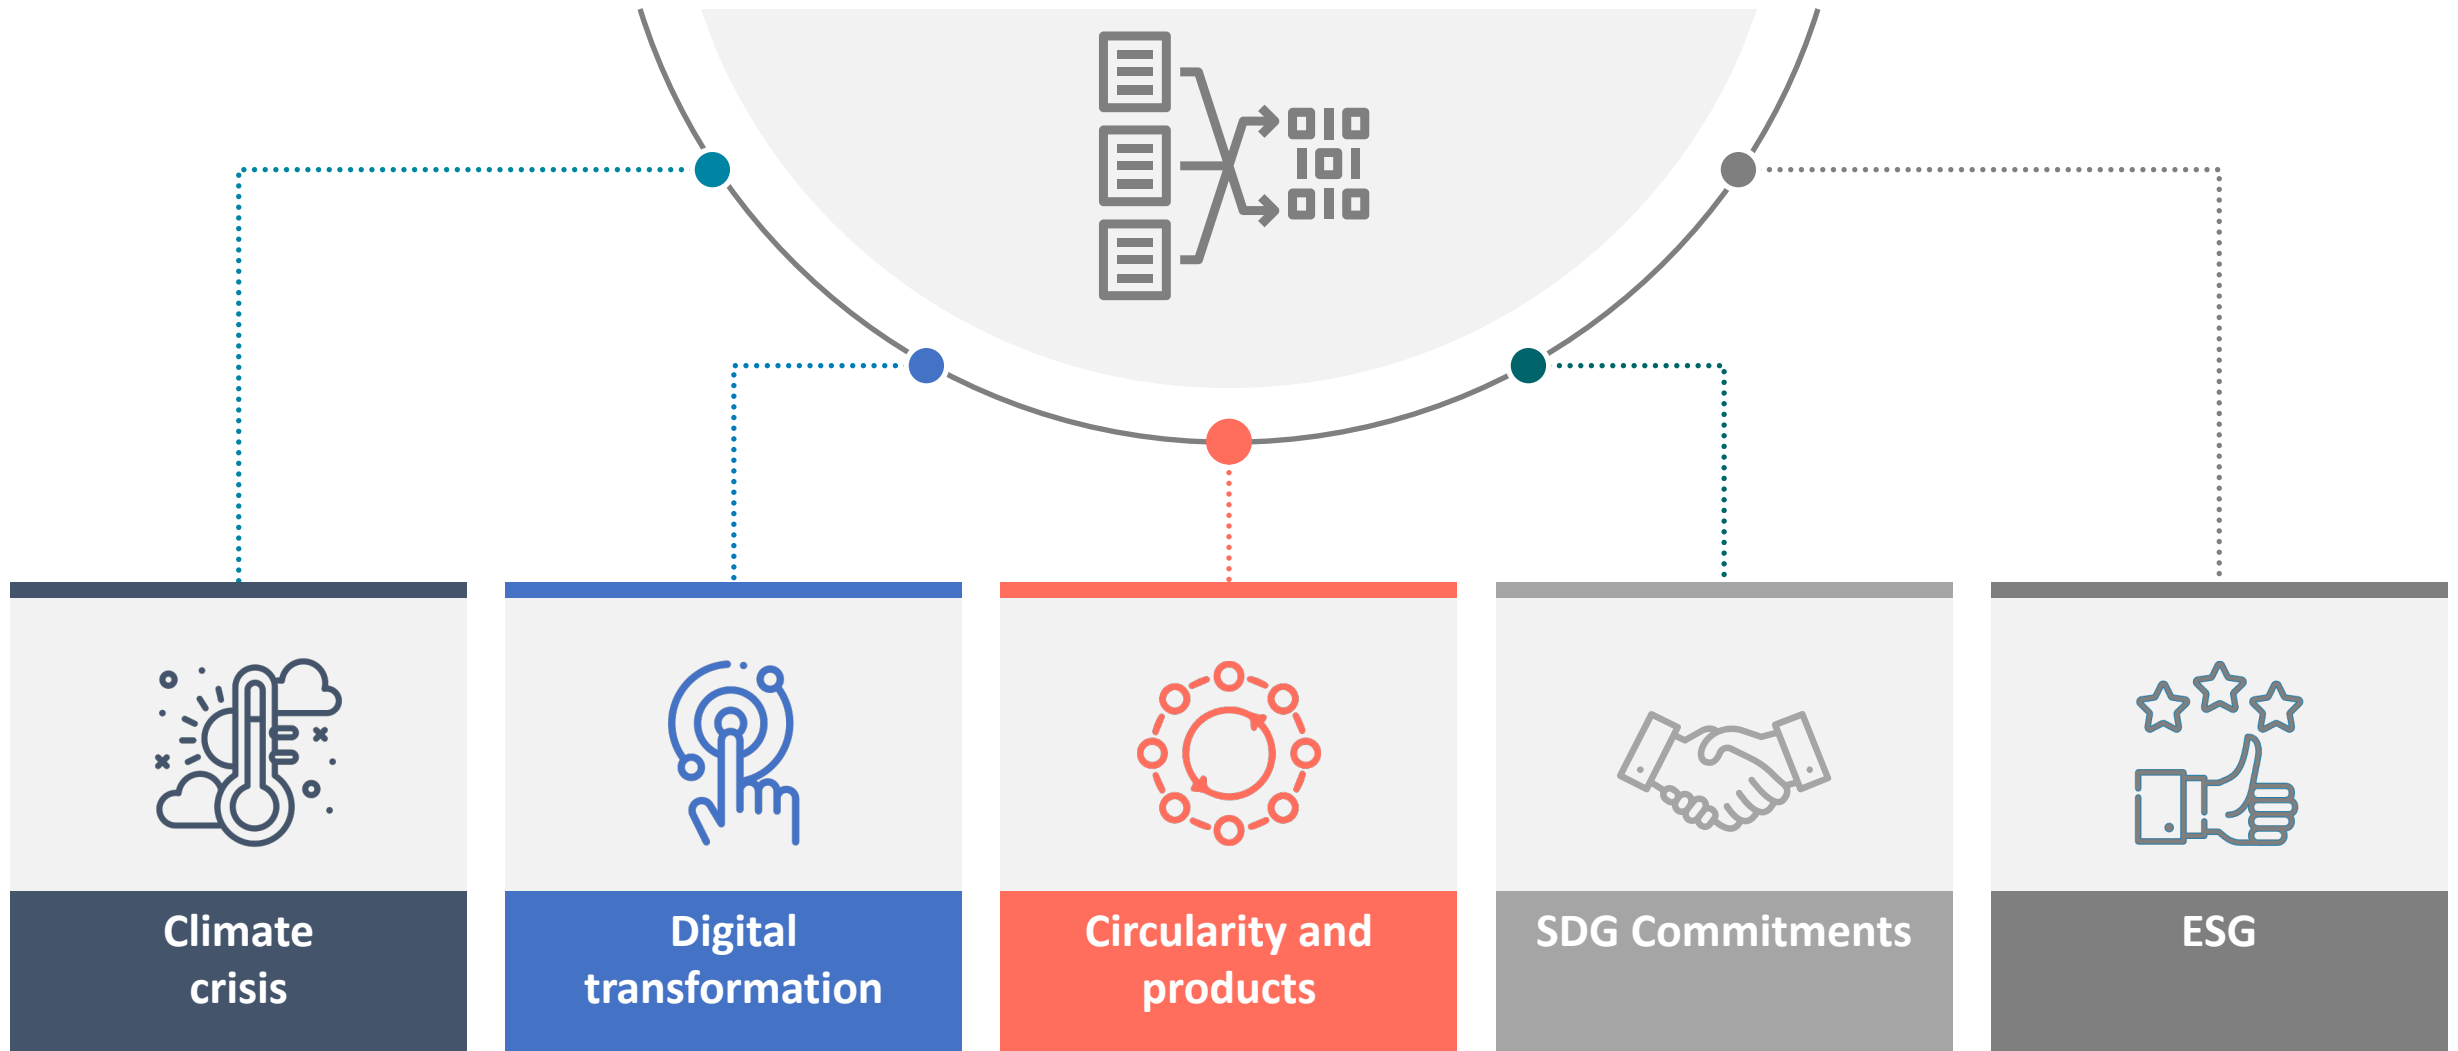 Climate
crisis
Digital
transformation
Circularity and
products
SDG Commitments
ESG